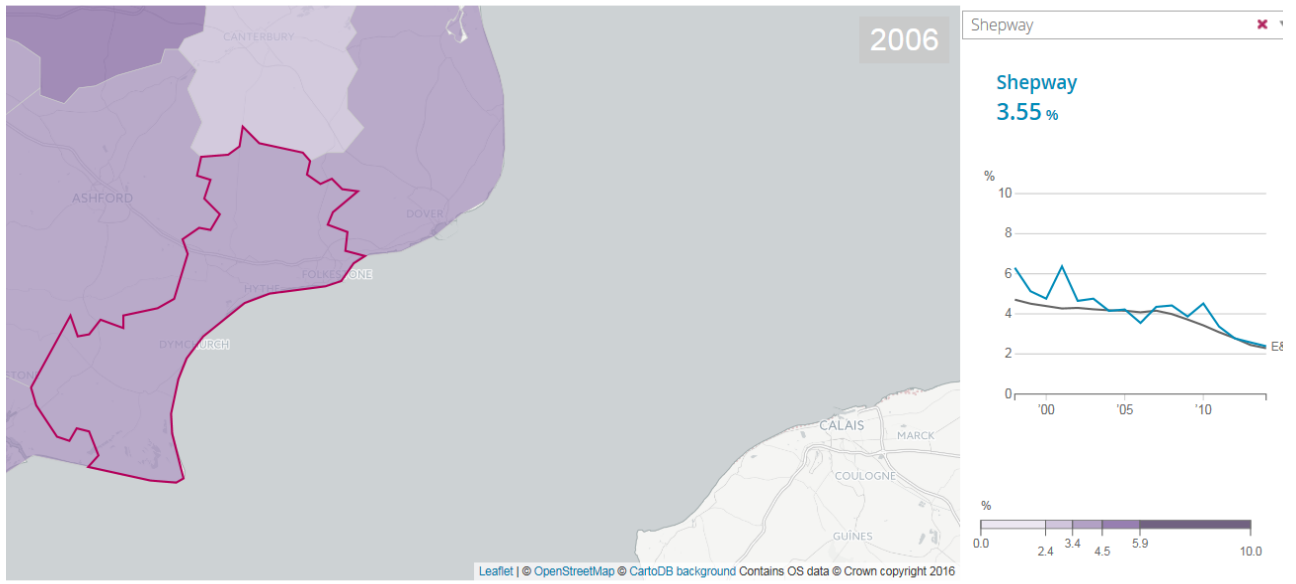 CANTERBURY
2006
ASHFORD
DOVER
FOLKESTONE
HYTHE
DYMCHURCH
CALAIS
MARCK
COULOGNE
GUÎNES
Leaflet | © OpenStreetMap © CartoDB background Contains OS data © Crown copyright 2016
Shepway
Shepway
3.55 %
%
10
8
6
4
2
0
'00 '05 '10
%
0.0 2.4 3.4 4.5 5.9 10.0